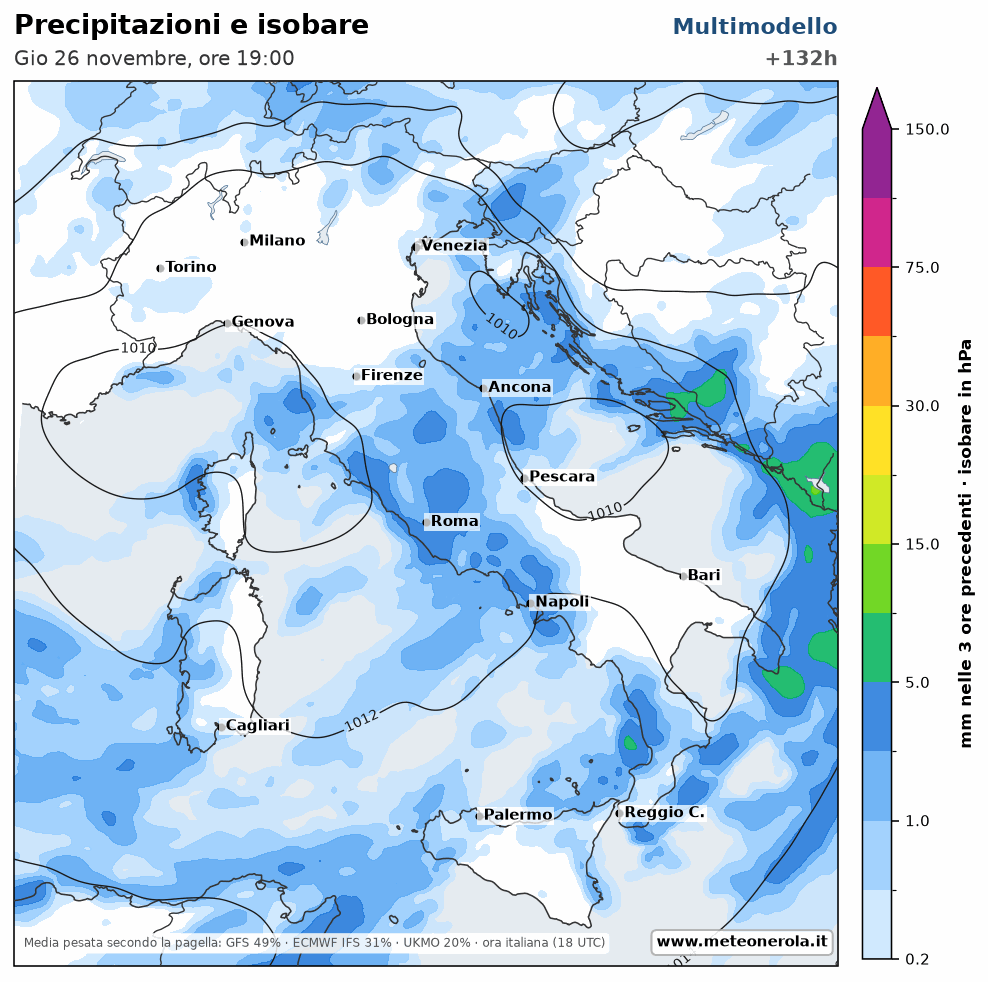 Precipitazioni e isobare
Multimodello
Gio 26 novembre, ore 19:00
+132h
150.0
75.0
30.0
15.0
5.0
1.0
0.2
mm nelle 3 ore precedenti · isobare in hPa
Milano
Venezia
Torino
Genova
Bologna
1010
1010
Firenze
Ancona
Pescara
1010
Roma
Bari
Napoli
1012
Cagliari
Palermo
Reggio C.
Media pesata secondo la pagella: GFS 49% · ECMWF IFS 31% · UKMO 20% · ora italiana (18 UTC)
www.meteonerola.it